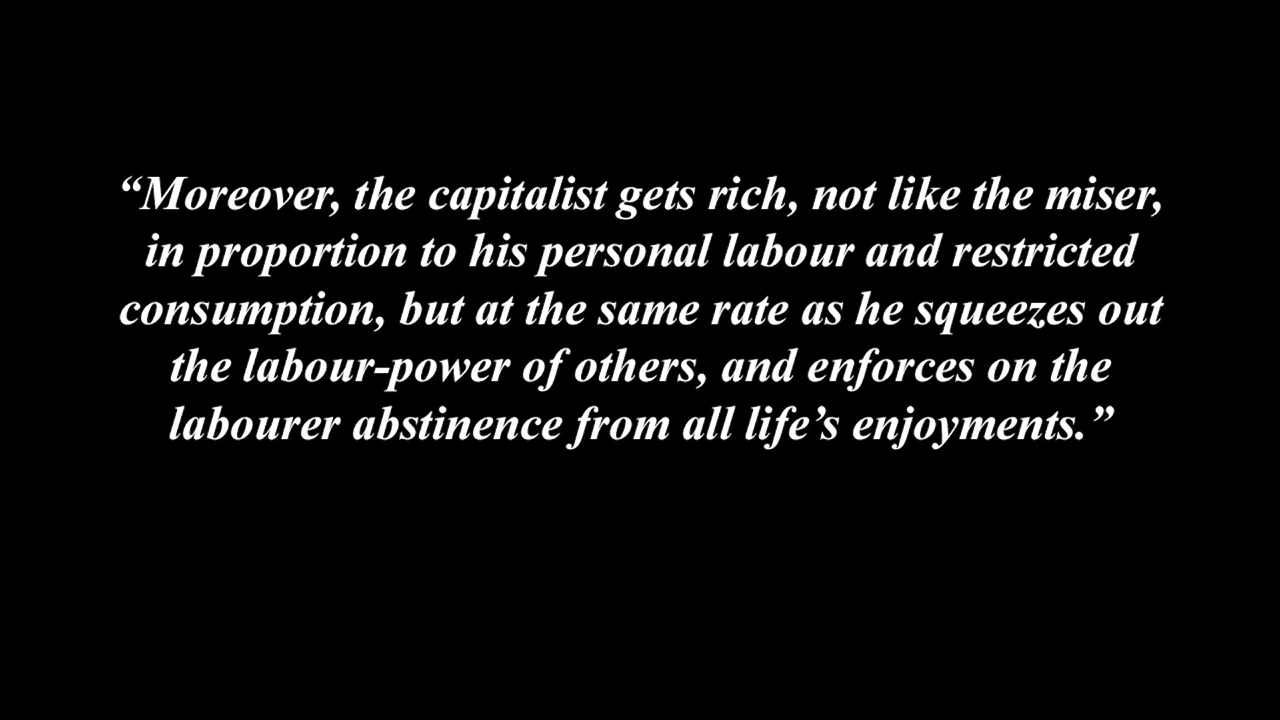 “Moreover, the capitalist gets rich, not like the miser,
in proportion to his personal labour and restricted
consumption, but at the same rate as he squeezes out
the labour-power of others, and enforces on the
labourer abstinence from all life’s enjoyments.”